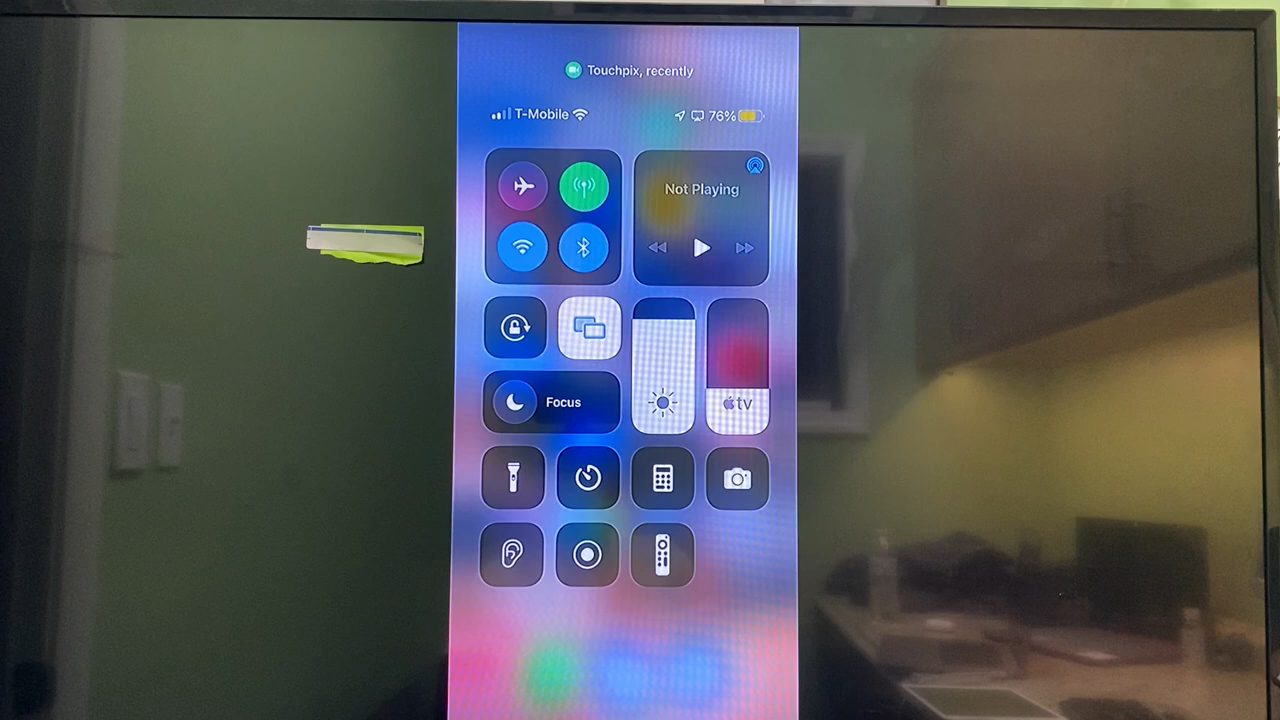 Touchpix, recently
T-Mobile 76%
Not Playing
tv
Focus